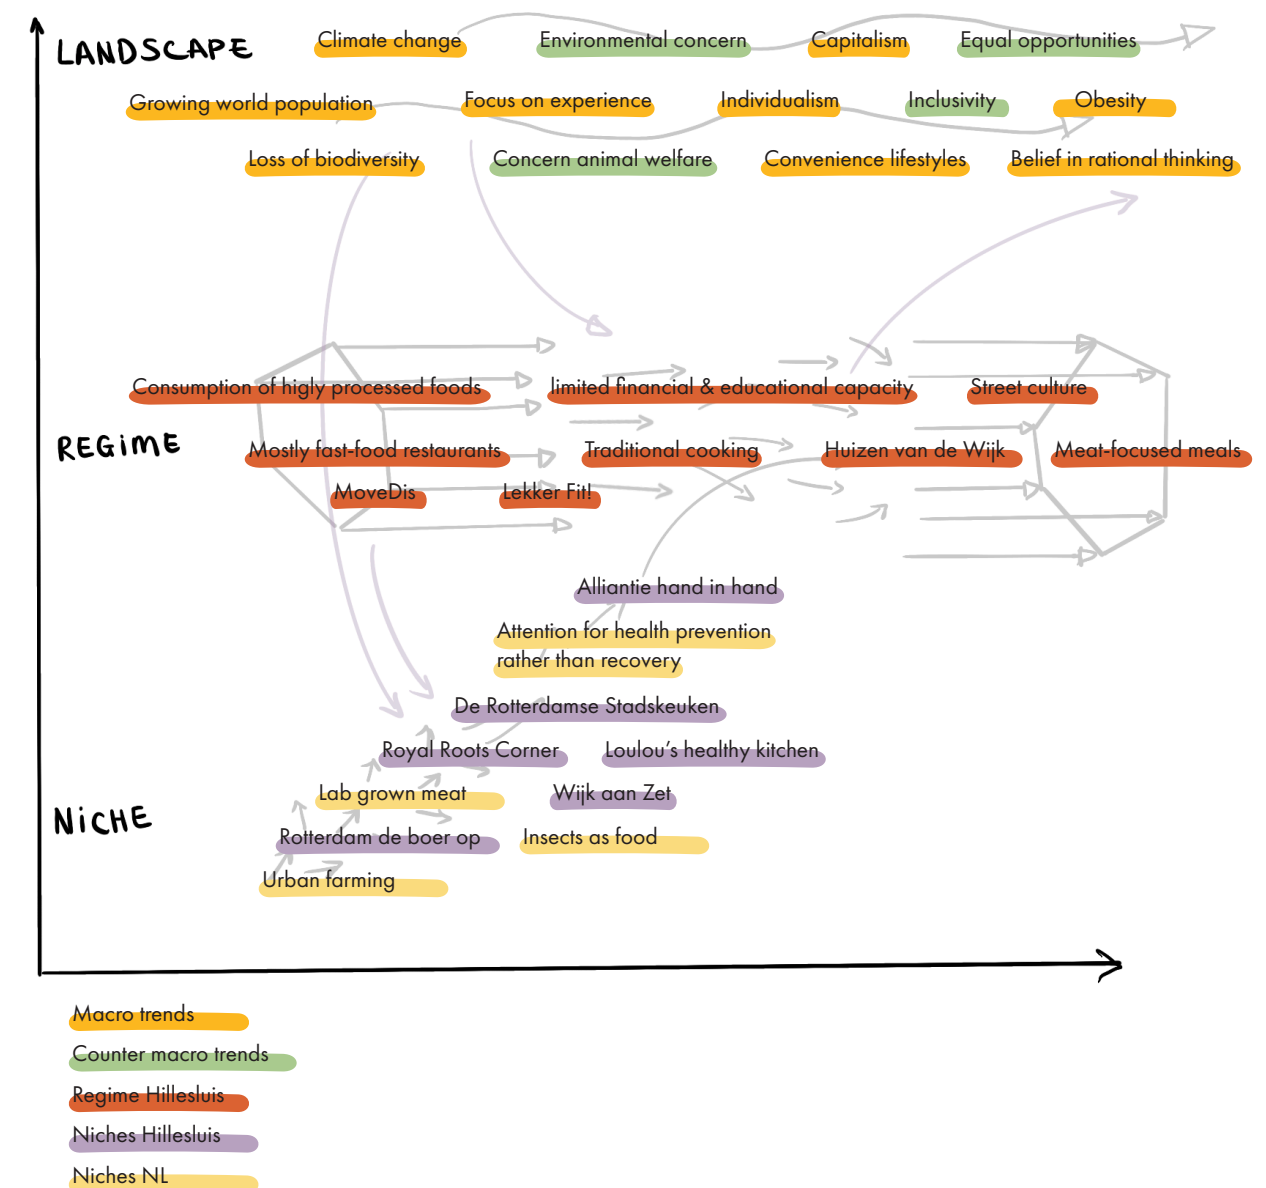 LANDSCAPE
Climate change
Environmental concern
Capitalism
Equal opportunities
Growing world population
Focus on experience
Individualism
Inclusivity
Obesity
Loss of biodiversity
Concern animal welfare
Convenience lifestyles
Belief in rational thinking
Consumption of higly processed foods
limited financial & educational capacity
Street culture
REGiME
Mostly fast-food restaurants
Traditional cooking
Huizen van de Wijk
Meat-focused meals
MoveDis
Lekker Fit!
Alliantie hand in hand
Attention for health prevention
rather than recovery
De Rotterdamse Stadskeuken
Royal Roots Corner
Loulou's healthy kitchen
NiCHE
Lab grown meat
Wijk aan Zet
Rotterdam de boer op
Insects as food
Urban farming
Macro trends
Counter macro trends
Regime Hillesluis
Niches Hillesluis
Niches NL